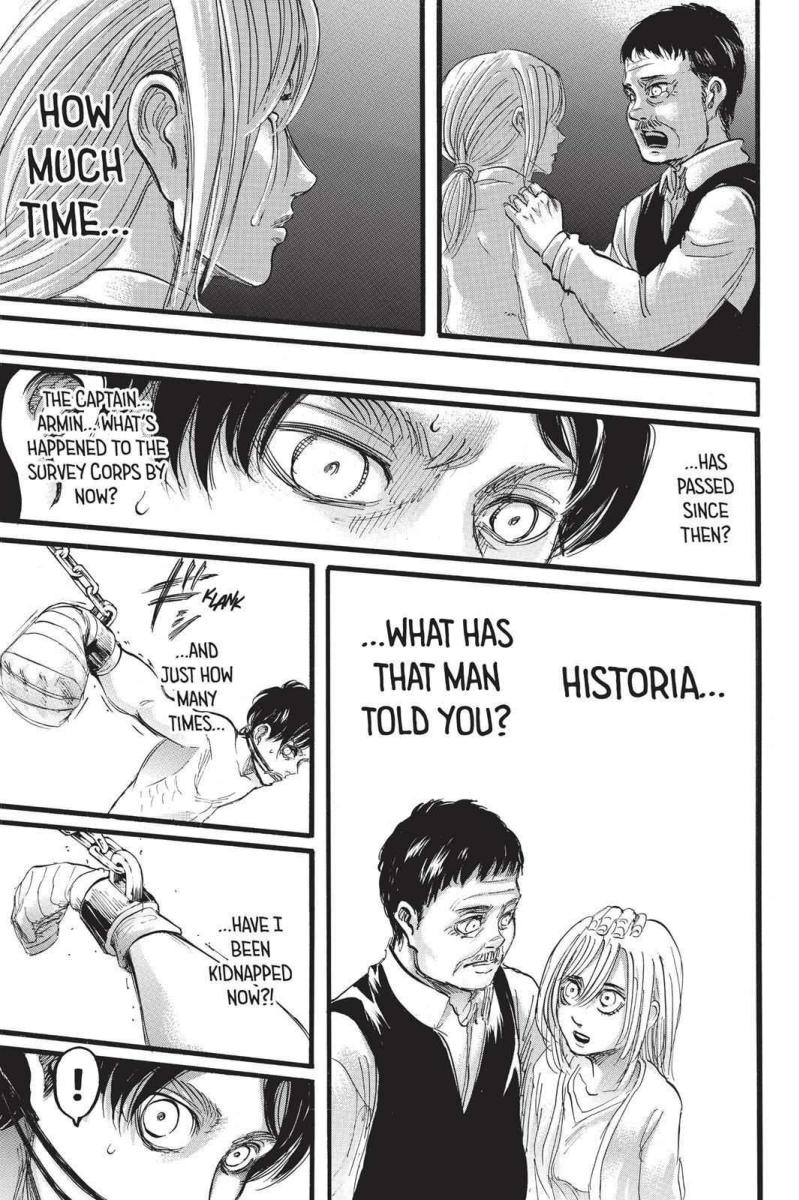 HOW
MUCH
TIME...
...HAS
PASSED
SINCE
THEN?
THE CAPTAIN...
ARMIN...WHAT'S
HAPPENED TO THE
SURVEY CORPS BY
NOW?
HISTORIA...
...WHAT HAS
THAT MAN
TOLD YOU?
KLANK
...AND
JUST HOW
MANY
TIMES...
...HAVE I
BEEN
KIDNAPPED
NOW?!
!